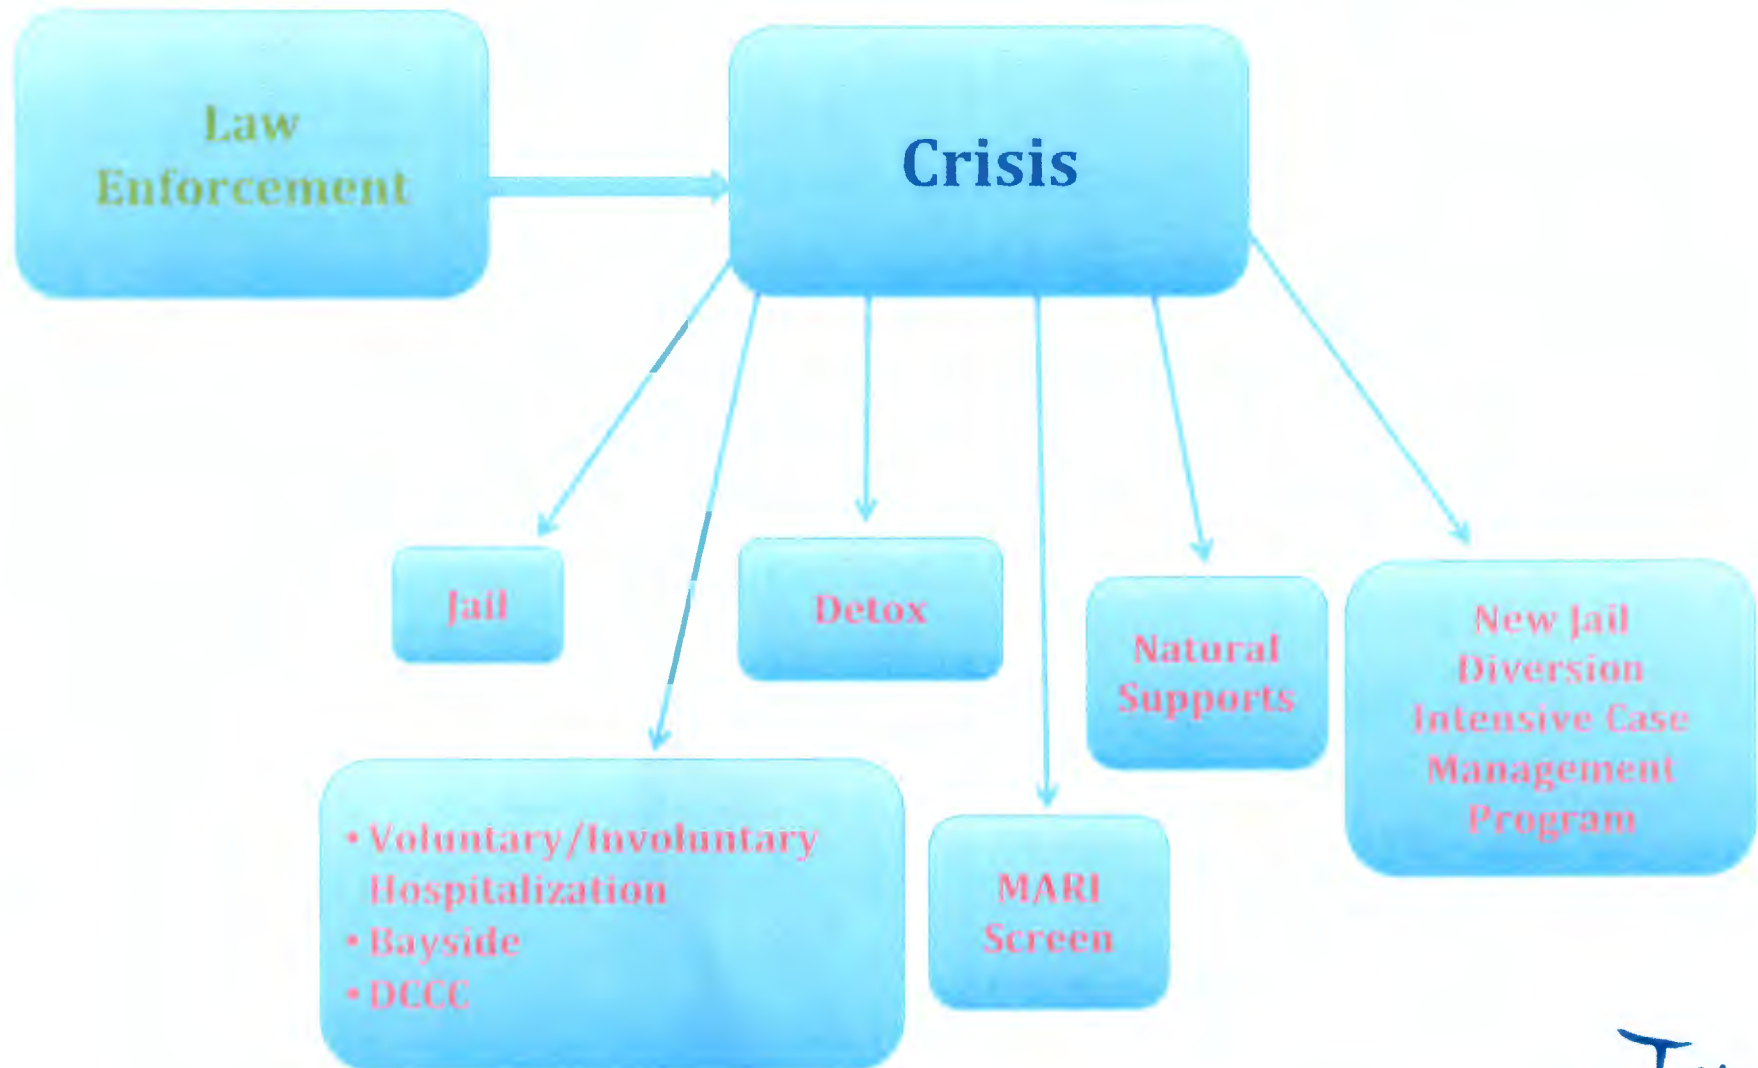 Law
Enforcement
Crisis
Jail
Detox
Natural
Supports
New Jail
Diversion
Intensive Case
Management
Program
• Voluntary/Involuntary
Hospitalization
• Bayside
• DCCC
MARI
Screen